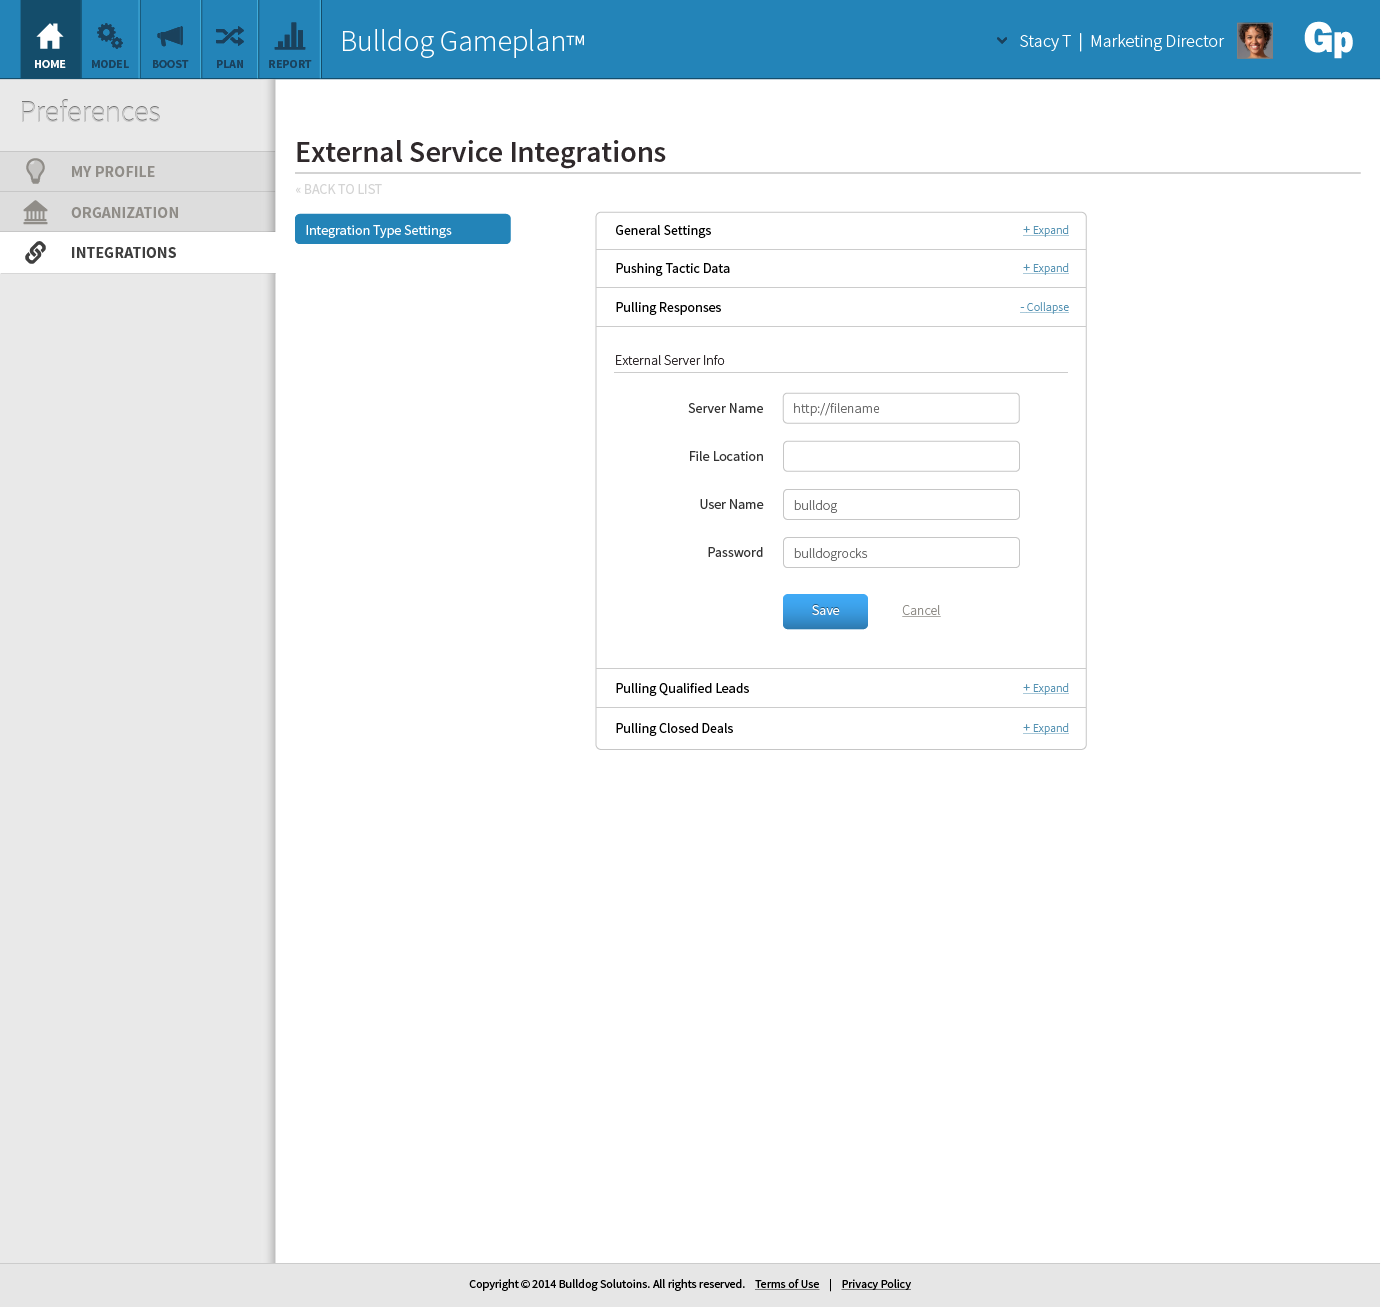 HOME
MODEL
BOOST
PLAN
REPORT
Bulldog Gameplan™
Stacy T | Marketing Director
Gp
Preferences
MY PROFILE
ORGANIZATION
INTEGRATIONS
External Service Integrations
« BACK TO LIST
Integration Type Settings
General Settings + Expand
Pushing Tactic Data + Expand
Pulling Responses - Collapse
External Server Info
Server Name http://filename
File Location
User Name bulldog
Password bulldogrocks
Save Cancel
Pulling Qualified Leads + Expand
Pulling Closed Deals + Expand
Copyright © 2014 Bulldog Solutoins. All rights reserved. Terms of Use | Privacy Policy